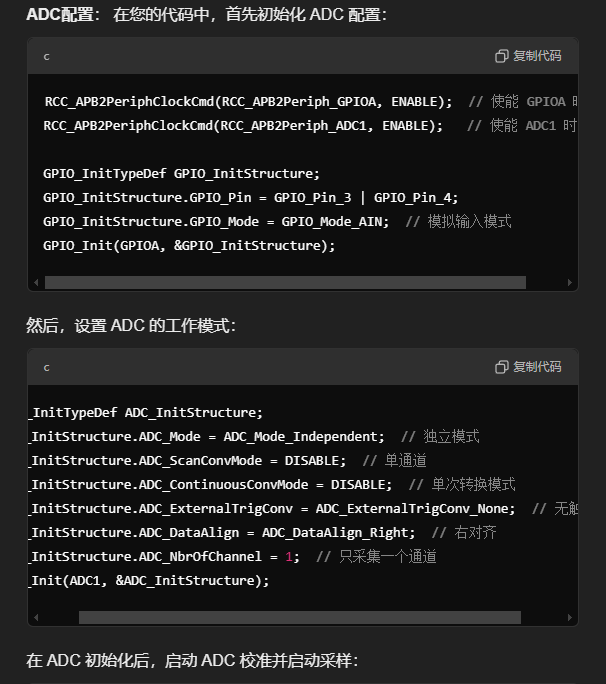 ADC配置： 在您的代码中，首先初始化 ADC 配置：
c 复制代码
RCC_APB2PeriphClockCmd(RCC_APB2Periph_GPIOA, ENABLE);  // 使能 GPIOA
RCC_APB2PeriphClockCmd(RCC_APB2Periph_ADC1, ENABLE);   // 使能 ADC1 时
GPIO_InitTypeDef GPIO_InitStructure;
GPIO_InitStructure.GPIO_Pin = GPIO_Pin_3 | GPIO_Pin_4;
GPIO_InitStructure.GPIO_Mode = GPIO_Mode_AIN;  // 模拟输入模式
GPIO_Init(GPIOA, &GPIO_InitStructure);
然后，设置 ADC 的工作模式：
c 复制代码
_InitTypeDef ADC_InitStructure;
_InitStructure.ADC_Mode = ADC_Mode_Independent;  // 独立模式
_InitStructure.ADC_ScanConvMode = DISABLE;  // 单通道
_InitStructure.ADC_ContinuousConvMode = DISABLE;  // 单次转换模式
_InitStructure.ADC_ExternalTrigConv = ADC_ExternalTrigConv_None;  // 无
_InitStructure.ADC_DataAlign = ADC_DataAlign_Right;  // 右对齐
_InitStructure.ADC_NbrOfChannel = 1;  // 只采集一个通道
_Init(ADC1, &ADC_InitStructure);
在 ADC 初始化后，启动 ADC 校准并启动采样：